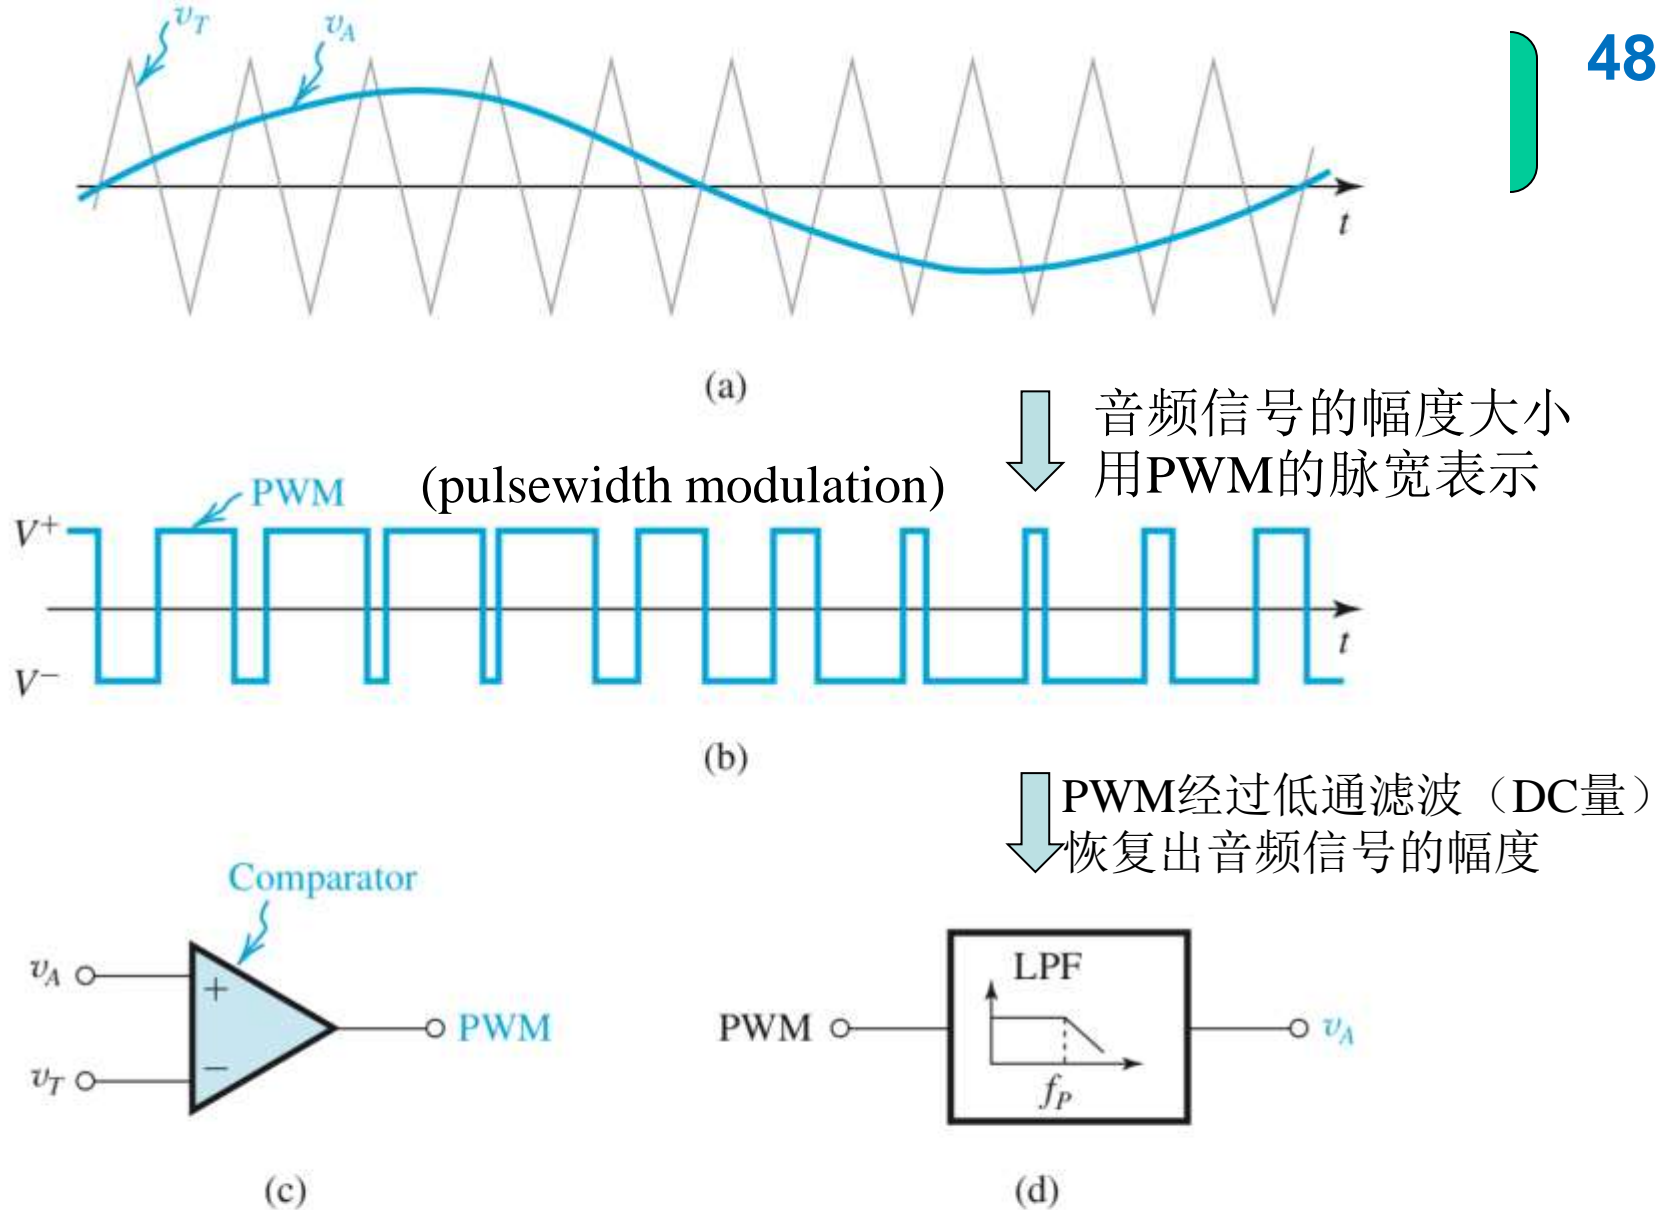 v_T
v_A
48
t
(a)
音频信号的幅度大小
用PWM的脉宽表示
PWM
(pulsewidth modulation)
V⁺
t
V⁻
(b)
PWM经过低通滤波（DC量）
恢复出音频信号的幅度
Comparator
v_A
+
PWM
v_T
−
(c)
LPF
PWM
v_A
f_P
(d)